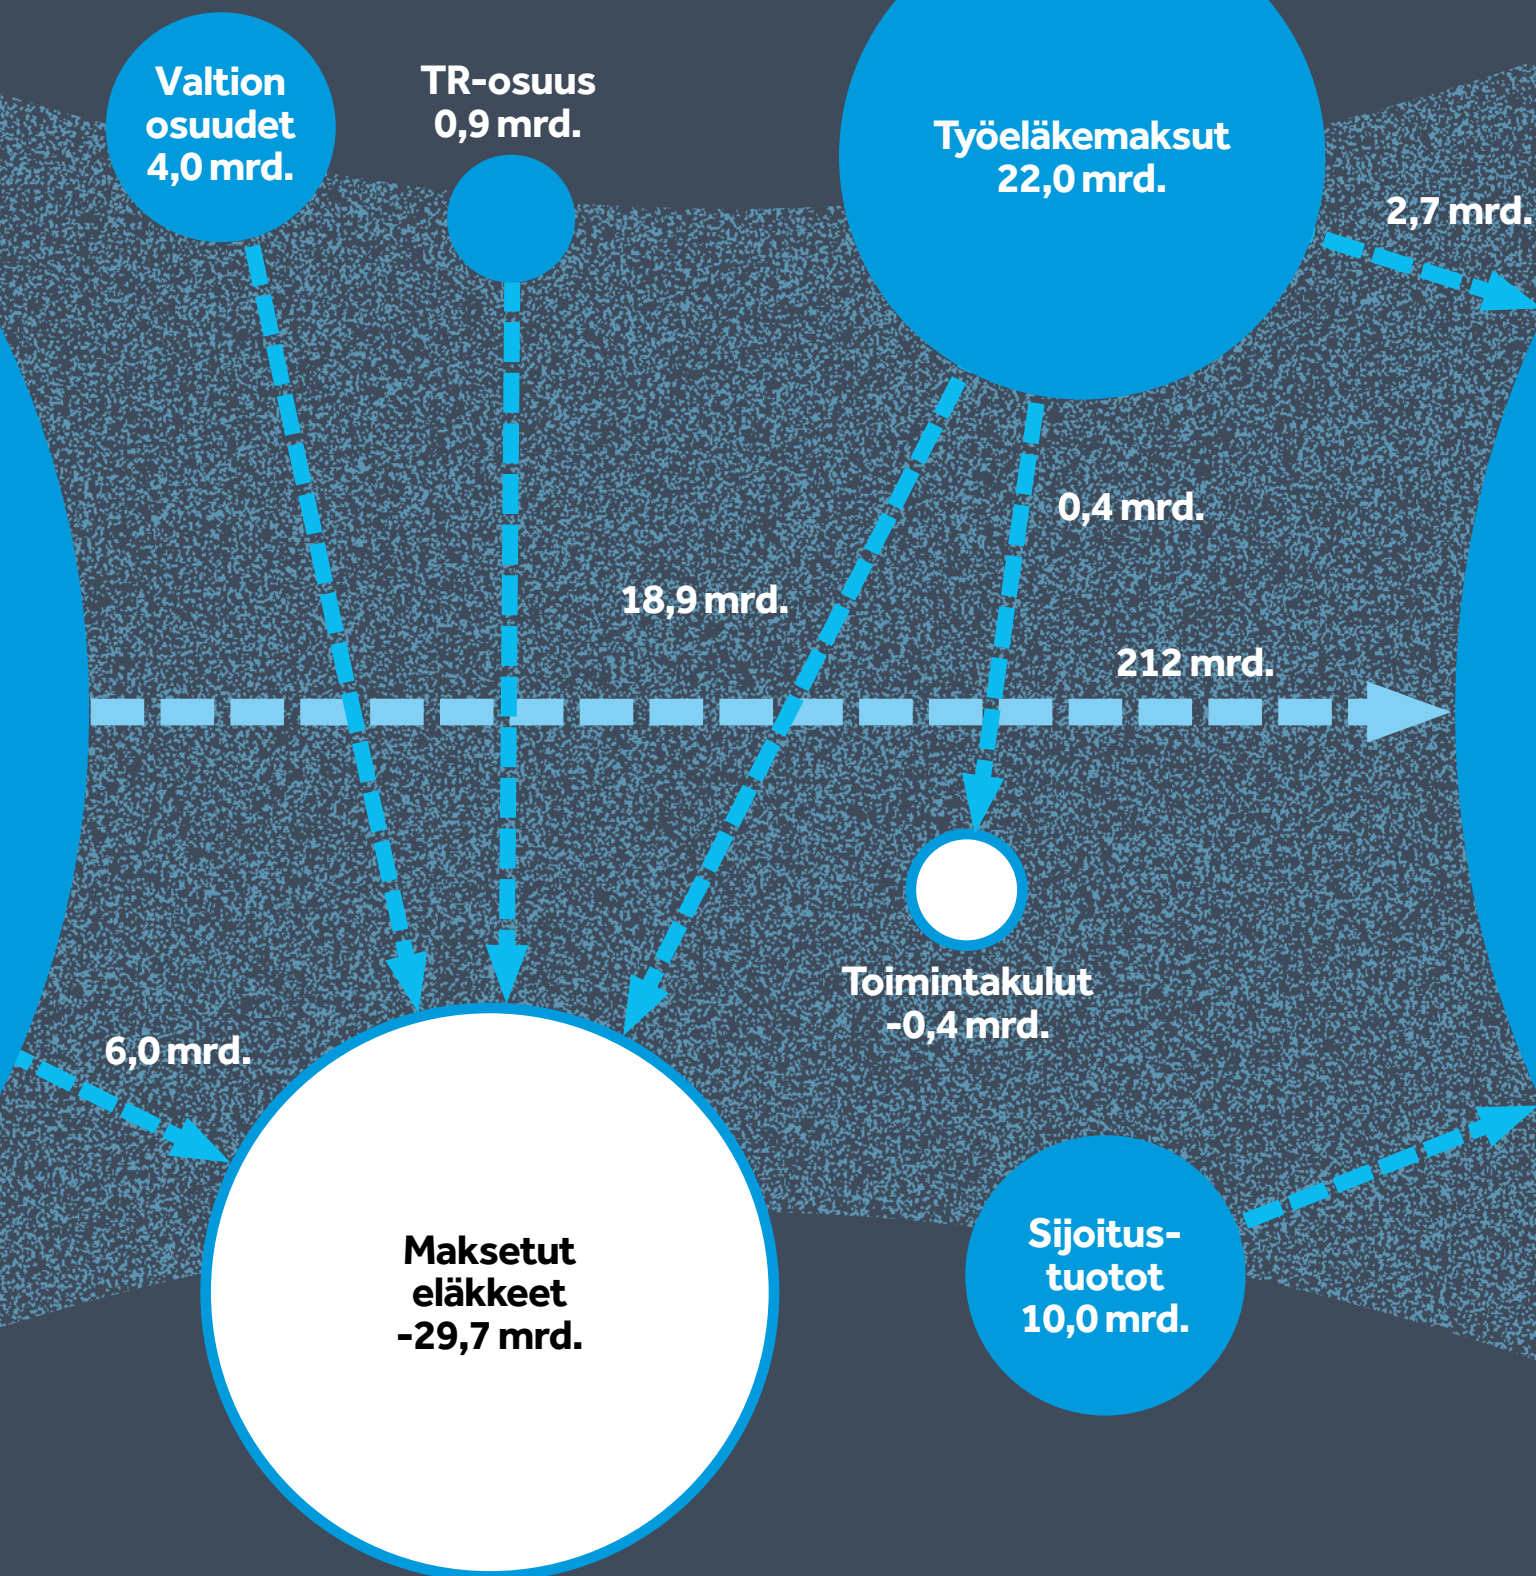 Valtion
osuudet
4,0 mrd.
TR-osuus
0,9 mrd.
Työeläkemaksut
22,0 mrd.
2,7 mrd.
0,4 mrd.
18,9 mrd.
212 mrd.
Toimintakulut
-0,4 mrd.
6,0 mrd.
Maksetut
eläkkeet
-29,7 mrd.
Sijoitus-
tuotot
10,0 mrd.